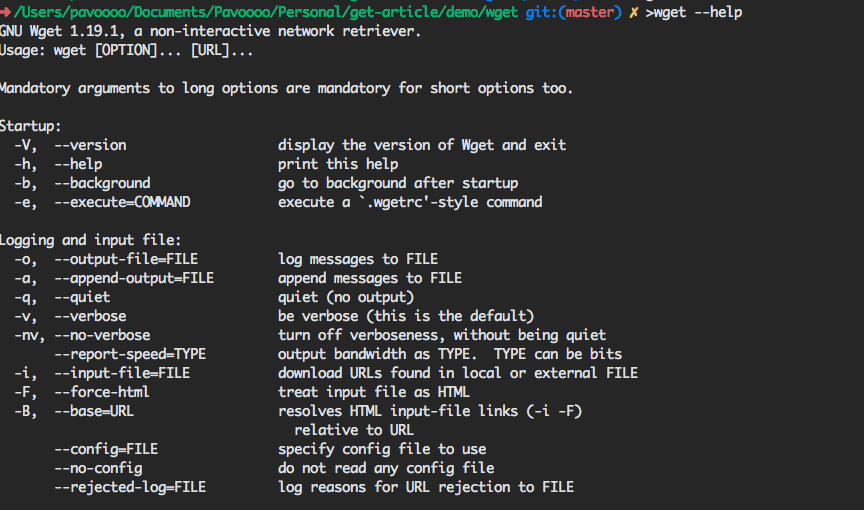 ➜ /Users/pavoooo/Documents/Pavoooo/Personal/get-article/demo/wget git:(master) ✗ >wget --help
GNU Wget 1.19.1, a non-interactive network retriever.
Usage: wget [OPTION]... [URL]...

Mandatory arguments to long options are mandatory for short options too.

Startup:
  -V,  --version                   display the version of Wget and exit
  -h,  --help                      print this help
  -b,  --background                go to background after startup
  -e,  --execute=COMMAND           execute a `.wgetrc'-style command

Logging and input file:
  -o,  --output-file=FILE          log messages to FILE
  -a,  --append-output=FILE        append messages to FILE
  -q,  --quiet                     quiet (no output)
  -v,  --verbose                   be verbose (this is the default)
  -nv, --no-verbose                turn off verboseness, without being quiet
       --report-speed=TYPE         output bandwidth as TYPE.  TYPE can be bits
  -i,  --input-file=FILE           download URLs found in local or external FILE
  -F,  --force-html                treat input file as HTML
  -B,  --base=URL                  resolves HTML input-file links (-i -F)
                                     relative to URL
       --config=FILE               specify config file to use
       --no-config                 do not read any config file
       --rejected-log=FILE         log reasons for URL rejection to FILE